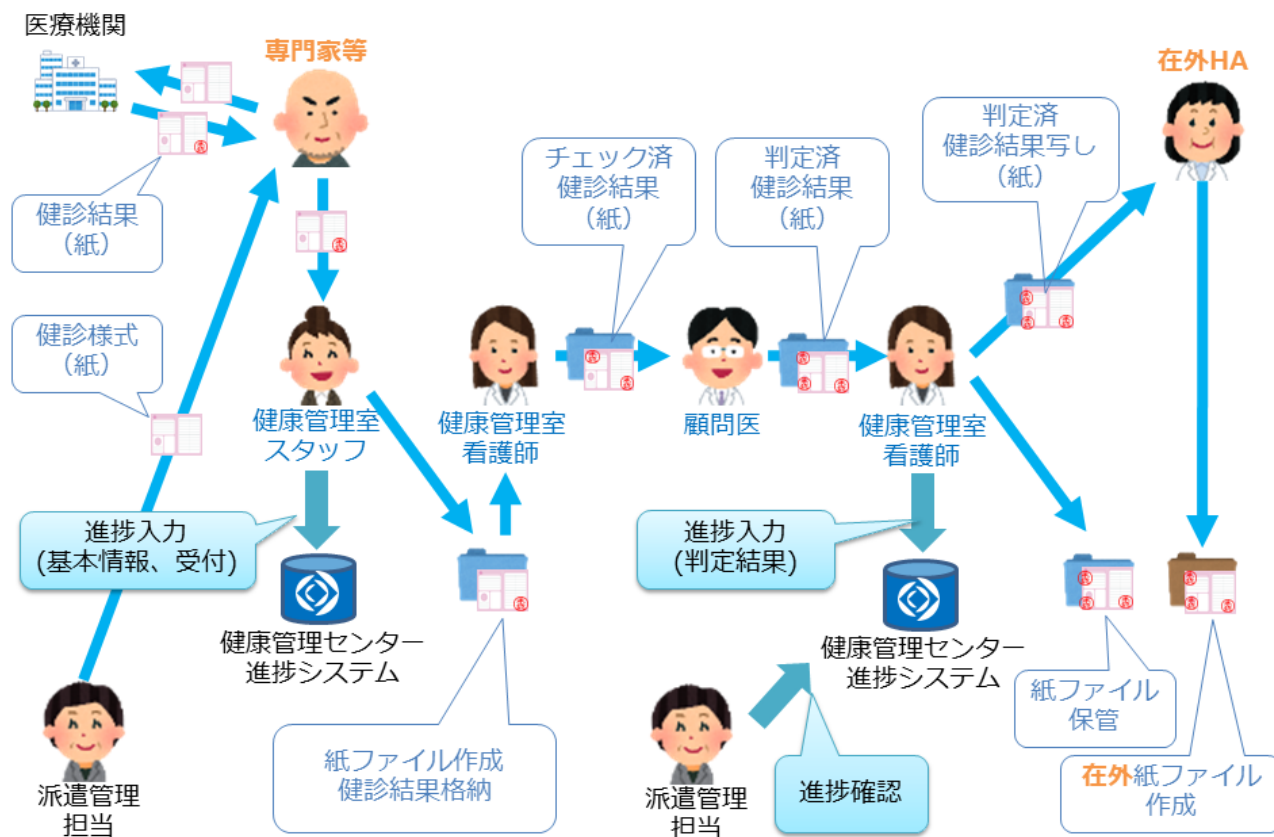 医療機関
専門家等
健診結果
（紙）
健診様式
（紙）
健康管理室
スタッフ
進捗入力
(基本情報、受付)
健康管理センター
進捗システム
派遣管理
担当
紙ファイル作成
健診結果格納
健康管理室
看護師
チェック済
健診結果
（紙）
顧問医
判定済
健診結果
（紙）
健康管理室
看護師
進捗入力
(判定結果)
健康管理センター
進捗システム
派遣管理
担当
進捗確認
判定済
健診結果写し
（紙）
在外HA
紙ファイル
保管
在外紙ファイル
作成